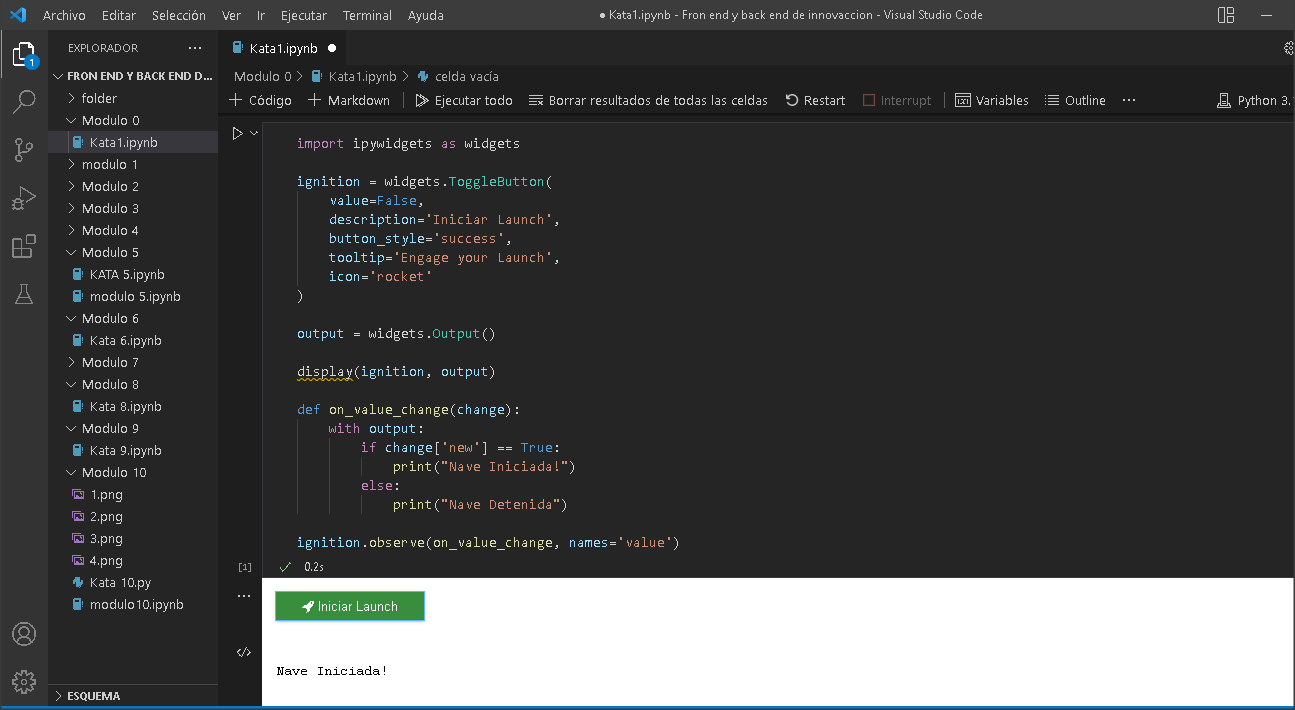 Archivo Editar Selección Ver Ir Ejecutar Terminal Ayuda
● Kata1.ipynb - Fron end y back end de innovaccion - Visual Studio Code
EXPLORADOR ...
1
FRON END Y BACK END D...
folder
Modulo 0
Kata1.ipynb
modulo 1
Modulo 2
Modulo 3
Modulo 4
Modulo 5
KATA 5.ipynb
modulo 5.ipynb
Modulo 6
Kata 6.ipynb
Modulo 7
Modulo 8
Kata 8.ipynb
Modulo 9
Kata 9.ipynb
Modulo 10
1.png
2.png
3.png
4.png
Kata 10.py
modulo10.ipynb
ESQUEMA
Kata1.ipynb ●
Modulo 0 > Kata1.ipynb > celda vacía
+ Código + Markdown Ejecutar todo Borrar resultados de todas las celdas Restart Interrupt Variables Outline ... Python 3.
import ipywidgets as widgets
ignition = widgets.ToggleButton(
value=False,
description='Iniciar Launch',
button_style='success',
tooltip='Engage your Launch',
icon='rocket'
)
output = widgets.Output()
display(ignition, output)
def on_value_change(change):
with output:
if change['new'] == True:
print("Nave Iniciada!")
else:
print("Nave Detenida")
ignition.observe(on_value_change, names='value')
[1] ✓ 0.2s
...
Iniciar Launch
</>
Nave Iniciada!